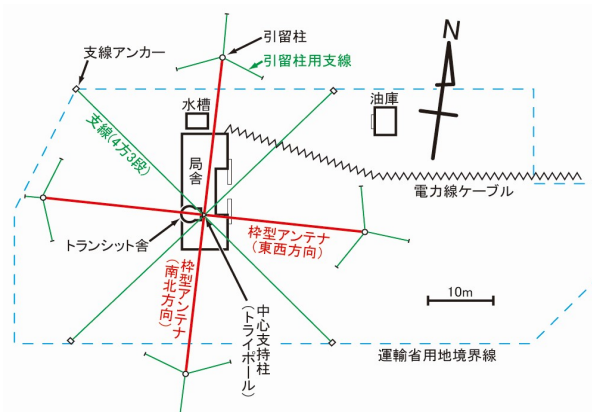 引留柱
N
支線アンカー
引留柱用支線
水槽
油庫
支線(4方3段)
局舎
電力線ケーブル
トランシット舎
枠型アンテナ
(東西方向)
枠型アンテナ
(南北方向)
中心支持柱
(トライポール)
10m
運輸省用地境界線